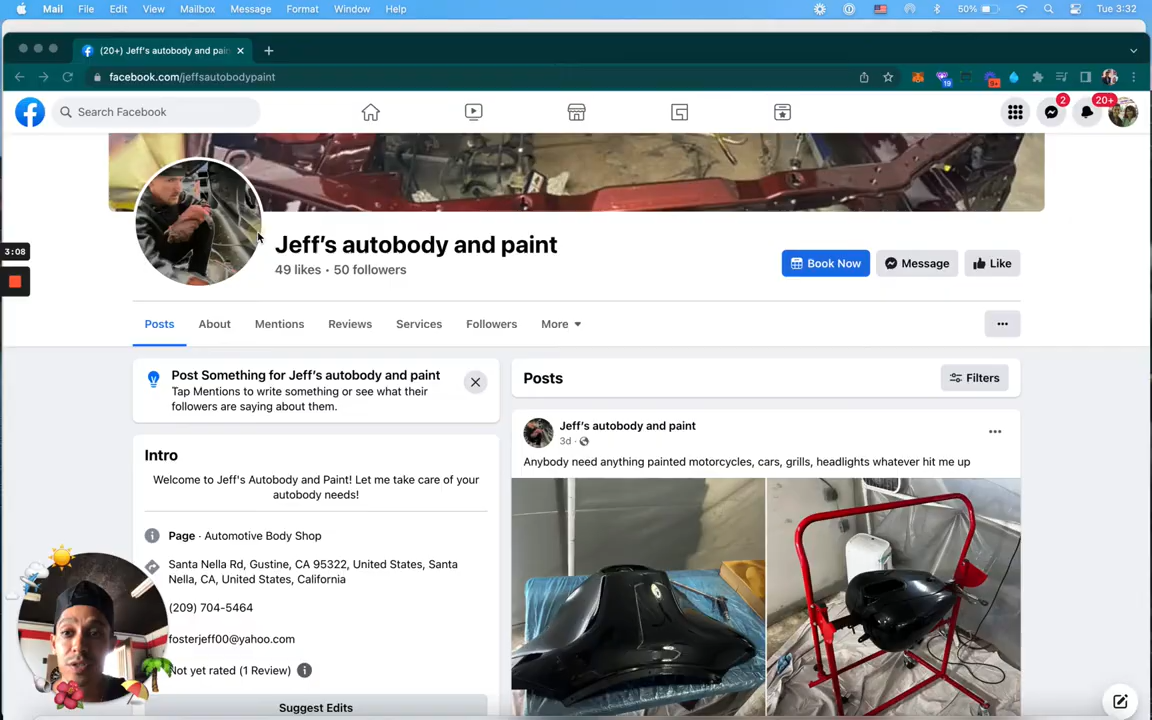 Mail File Edit View Mailbox Message Format Window Help
50% Tue 3:32
(20+) Jeff's autobody and pai
facebook.com/jeffsautobodypaint
19
Search Facebook
2
20+
3:08
Jeff's autobody and paint
49 likes • 50 followers
Book Now
Message
Like
Posts
About
Mentions
Reviews
Services
Followers
More
Post Something for Jeff's autobody and paint
Tap Mentions to write something or see what their
followers are saying about them.
Intro
Welcome to Jeff's Autobody and Paint! Let me take care of your
autobody needs!
Page · Automotive Body Shop
Santa Nella Rd, Gustine, CA 95322, United States, Santa
Nella, CA, United States, California
(209) 704-5464
fosterjeff00@yahoo.com
Not yet rated (1 Review)
Suggest Edits
Posts
Filters
Jeff's autobody and paint
3d
Anybody need anything painted motorcycles, cars, grills, headlights whatever hit me up